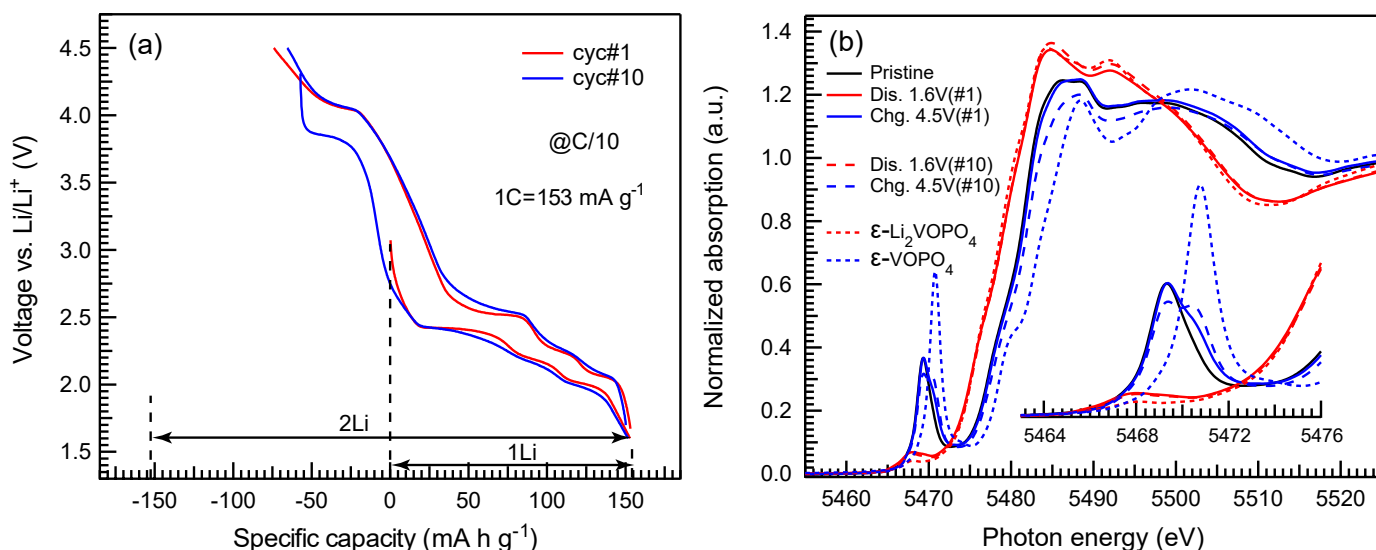 (a)
cyc#1
cyc#10
@C/10
1C=153 mA g⁻¹
2Li
1Li
4.5
4.0
3.5
3.0
2.5
2.0
1.5
Voltage vs. Li/Li⁺ (V)
-150
-100
-50
0
50
100
150
Specific capacity (mA h g⁻¹)
(b)
Pristine
Dis. 1.6V(#1)
Chg. 4.5V(#1)
Dis. 1.6V(#10)
Chg. 4.5V(#10)
ε-Li₂VOPO₄
ε-VOPO₄
1.4
1.2
1.0
0.8
0.6
0.4
0.2
0.0
Normalized absorption (a.u.)
5464
5468
5472
5476
5460
5470
5480
5490
5500
5510
5520
Photon energy (eV)